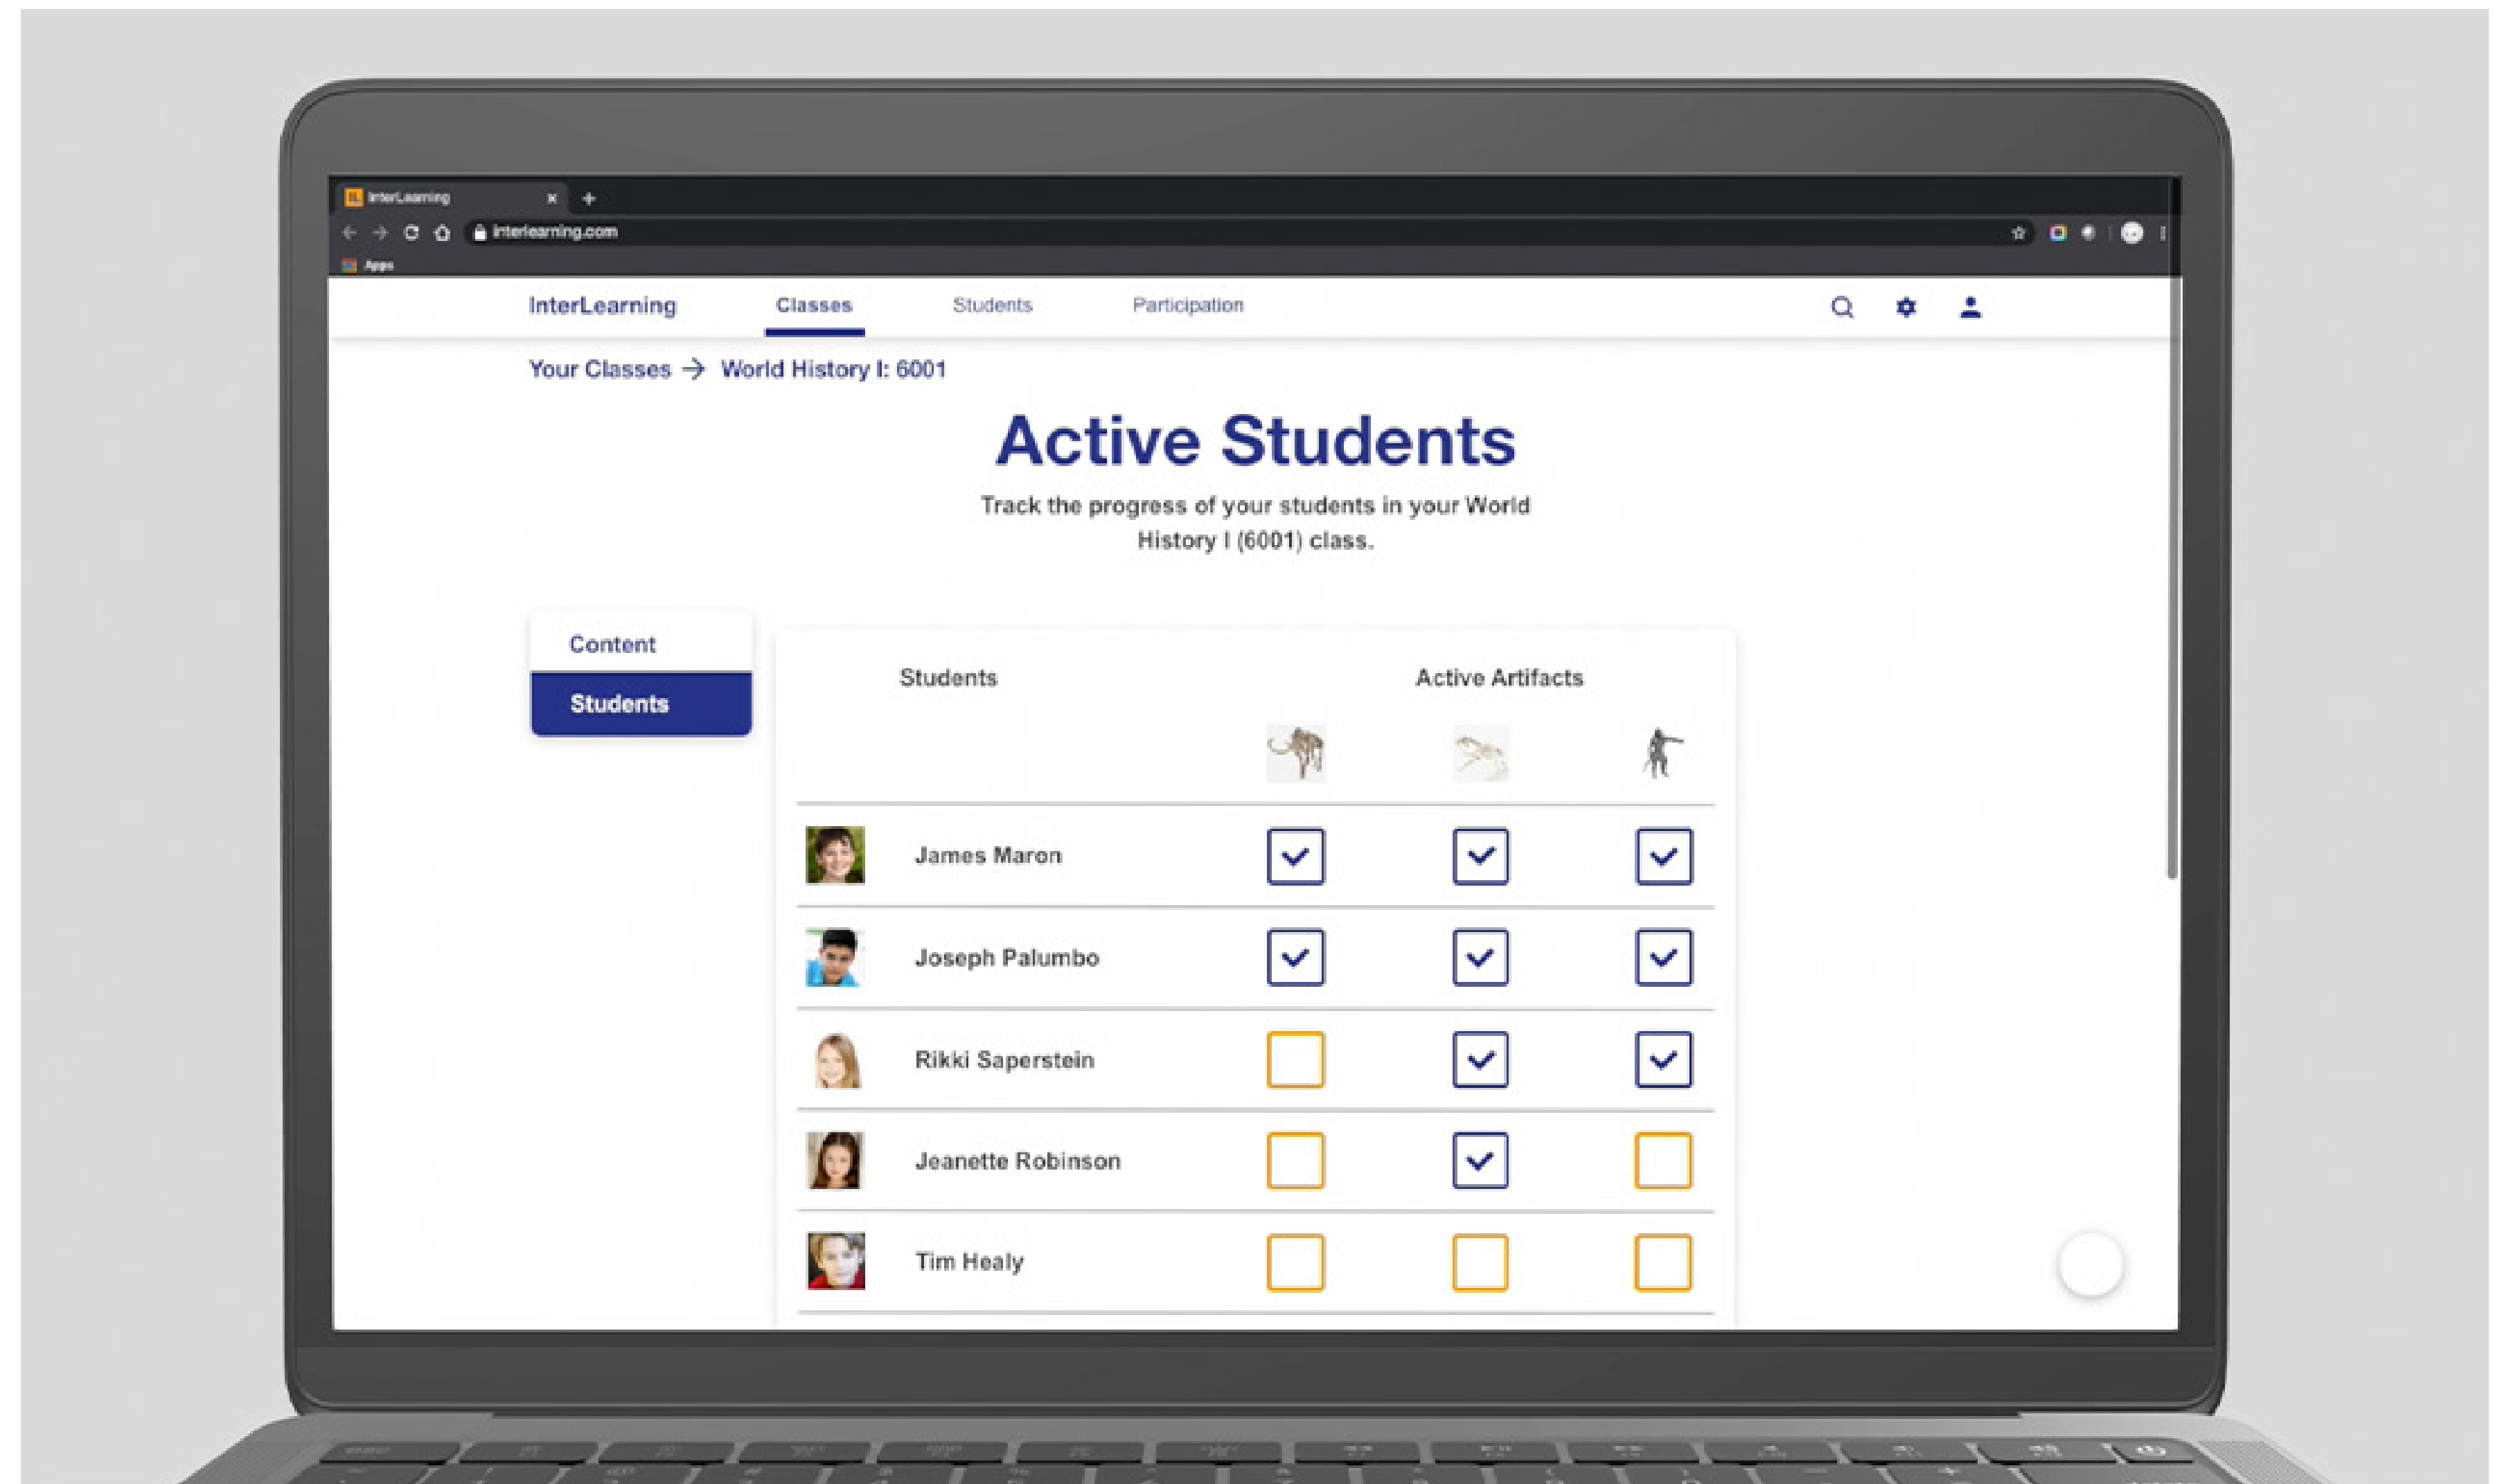 InterLearning
interlearning.com
Apps
InterLearning Classes Students Participation
Your Classes → World History I: 6001
Active Students
Track the progress of your students in your World
History I (6001) class.
Content
Students
Students Active Artifacts
James Maron
Joseph Palumbo
Rikki Saperstein
Jeanette Robinson
Tim Healy